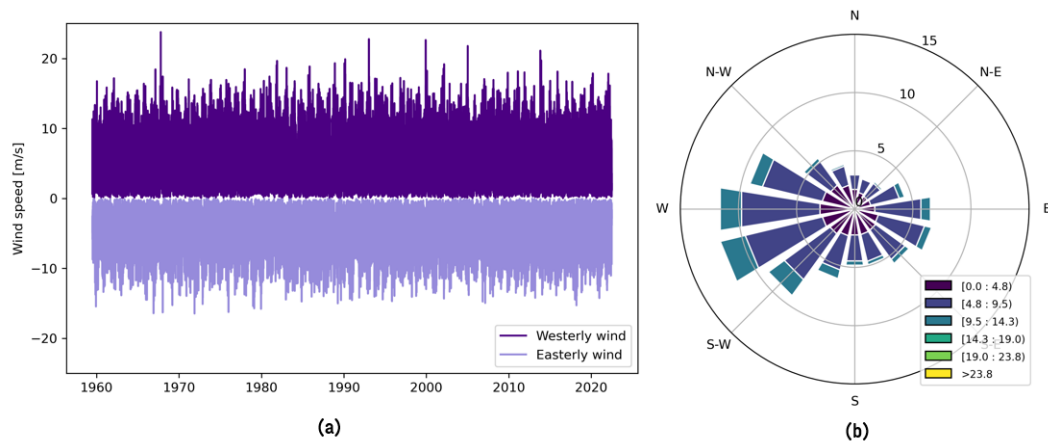 20
10
0
−10
−20
Wind speed [m/s]
1960
1970
1980
1990
2000
2010
2020
Westerly wind
Easterly wind
(a)
N
N-E
E
S-E
S
S-W
W
N-W
0
5
10
15
[0.0 : 4.8)
[4.8 : 9.5)
[9.5 : 14.3)
[14.3 : 19.0)
[19.0 : 23.8)
>23.8
(b)